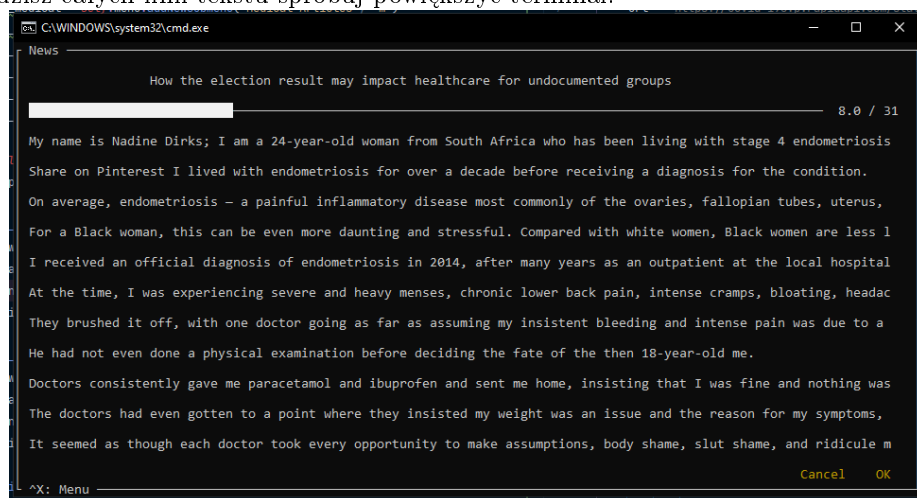 całych linii tekstu spróbuj powiększyć terminal.
C:\WINDOWS\system32\cmd.exe
News
How the election result may impact healthcare for undocumented groups
8.0 / 31
My name is Nadine Dirks; I am a 24-year-old woman from South Africa who has been living with stage 4 endometriosis
Share on Pinterest I lived with endometriosis for over a decade before receiving a diagnosis for the condition.
On average, endometriosis — a painful inflammatory disease most commonly of the ovaries, fallopian tubes, uterus,
For a Black woman, this can be even more daunting and stressful. Compared with white women, Black women are less l
I received an official diagnosis of endometriosis in 2014, after many years as an outpatient at the local hospital
At the time, I was experiencing severe and heavy menses, chronic lower back pain, intense cramps, bloating, headac
They brushed it off, with one doctor going as far as assuming my insistent bleeding and intense pain was due to a
He had not even done a physical examination before deciding the fate of the then 18-year-old me.
Doctors consistently gave me paracetamol and ibuprofen and sent me home, insisting that I was fine and nothing was
The doctors had even gotten to a point where they insisted my weight was an issue and the reason for my symptoms,
It seemed as though each doctor took every opportunity to make assumptions, body shame, slut shame, and ridicule m
Cancel OK
^X: Menu